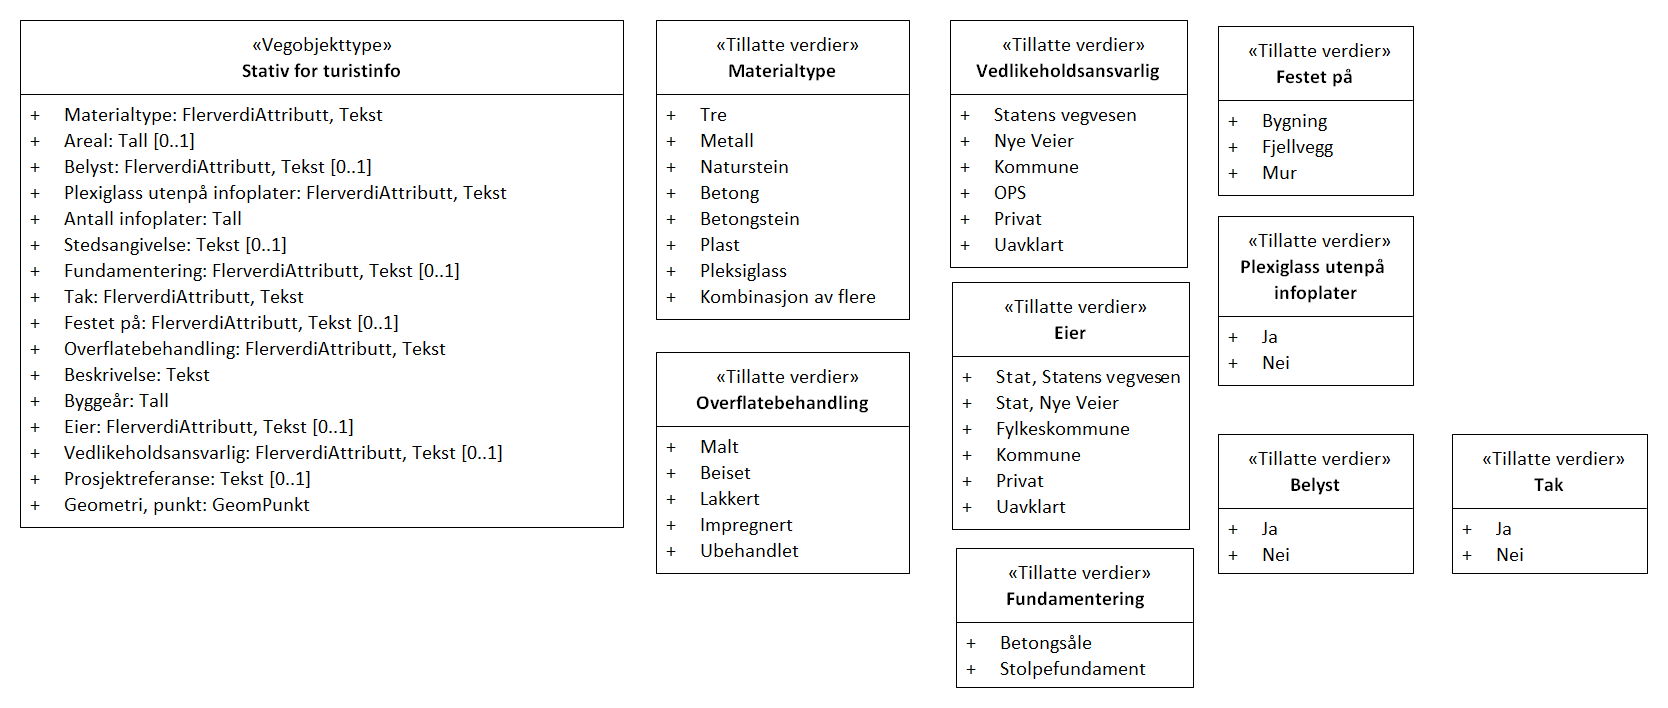 «Vegobjekttype»
Stativ for turistinfo
+ Materialtype: FlerverdiAttributt, Tekst
+ Areal: Tall [0..1]
+ Belyst: FlerverdiAttributt, Tekst [0..1]
+ Plexiglass utenpå infoplater: FlerverdiAttributt, Tekst
+ Antall infoplater: Tall
+ Stedsangivelse: Tekst [0..1]
+ Fundamentering: FlerverdiAttributt, Tekst [0..1]
+ Tak: FlerverdiAttributt, Tekst
+ Festet på: FlerverdiAttributt, Tekst [0..1]
+ Overflatebehandling: FlerverdiAttributt, Tekst
+ Beskrivelse: Tekst
+ Byggeår: Tall
+ Eier: FlerverdiAttributt, Tekst [0..1]
+ Vedlikeholdsansvarlig: FlerverdiAttributt, Tekst [0..1]
+ Prosjektreferanse: Tekst [0..1]
+ Geometri, punkt: GeomPunkt
«Tillatte verdier»
Materialtype
+ Tre
+ Metall
+ Naturstein
+ Betong
+ Betongstein
+ Plast
+ Pleksiglass
+ Kombinasjon av flere
«Tillatte verdier»
Overflatebehandling
+ Malt
+ Beiset
+ Lakkert
+ Impregnert
+ Ubehandlet
«Tillatte verdier»
Vedlikeholdsansvarlig
+ Statens vegvesen
+ Nye Veier
+ Kommune
+ OPS
+ Privat
+ Uavklart
«Tillatte verdier»
Eier
+ Stat, Statens vegvesen
+ Stat, Nye Veier
+ Fylkeskommune
+ Kommune
+ Privat
+ Uavklart
«Tillatte verdier»
Fundamentering
+ Betongsåle
+ Stolpefundament
«Tillatte verdier»
Festet på
+ Bygning
+ Fjellvegg
+ Mur
«Tillatte verdier»
Plexiglass utenpå
infoplater
+ Ja
+ Nei
«Tillatte verdier»
Belyst
+ Ja
+ Nei
«Tillatte verdier»
Tak
+ Ja
+ Nei